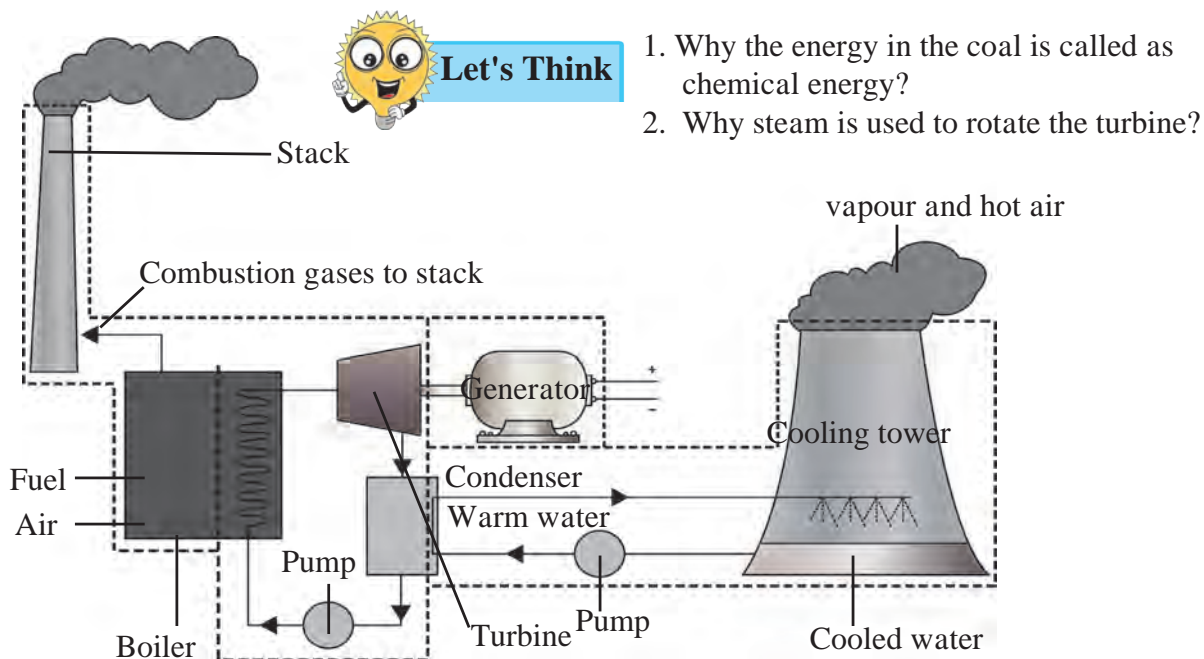 Let's Think
1. Why the energy in the coal is called as
chemical energy?
2. Why steam is used to rotate the turbine?
Stack
vapour and hot air
Combustion gases to stack
+
Generator
–
Cooling tower
Fuel
Condenser
Air
Warm water
Pump
Boiler
Turbine
Pump
Cooled water